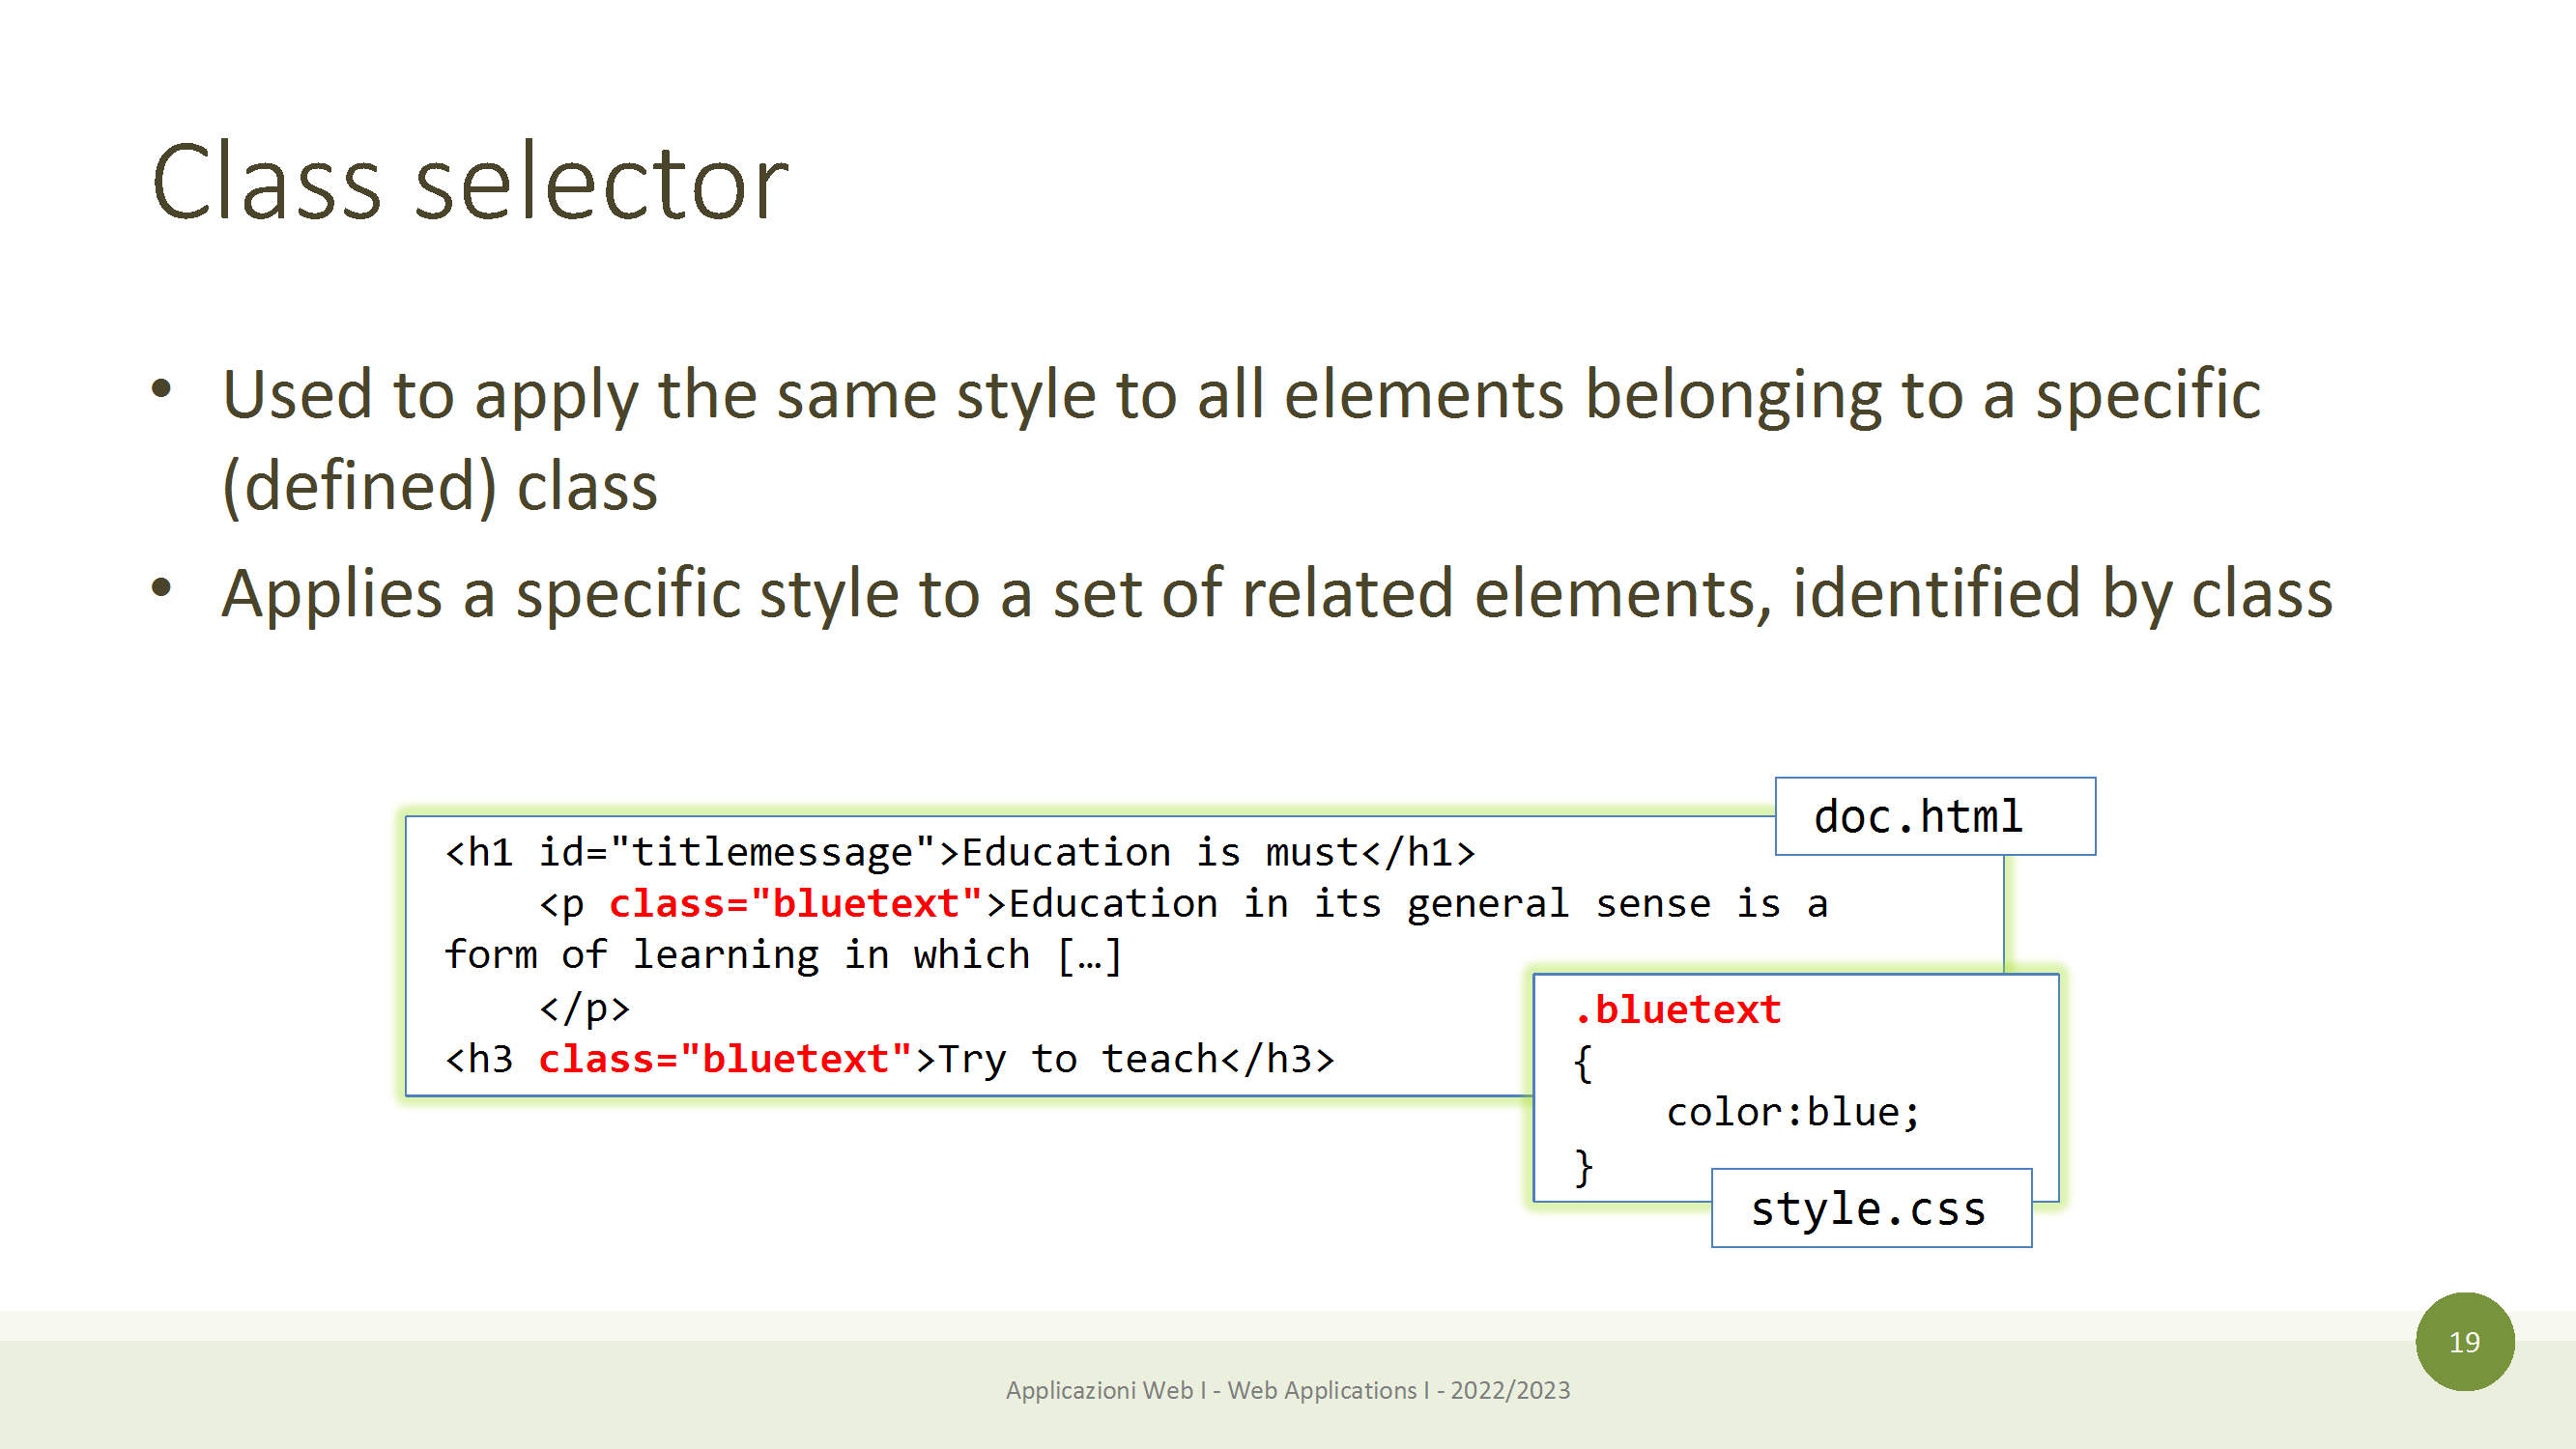 Class selector
• Used to apply the same style to all elements belonging to a specific
(defined) class
• Applies a specific style to a set of related elements, identified by class
doc.html
<h1 id="titlemessage">Education is must</h1>
<p class="bluetext">Education in its general sense is a
form of learning in which […]
</p>
<h3 class="bluetext">Try to teach</h3>
.bluetext
{
color:blue;
}
style.css
19
Applicazioni Web I - Web Applications I - 2022/2023